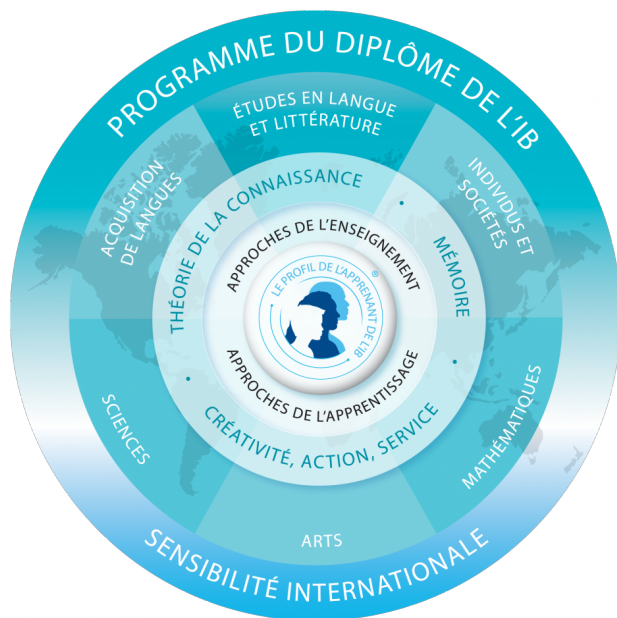 PROGRAMME DU DIPLÔME DE L'IB
ÉTUDES EN LANGUE
ET LITTÉRATURE
ACQUISITION
DE LANGUES
INDIVIDUS ET
SOCIÉTÉS
THÉORIE DE LA CONNAISSANCE
MÉMOIRE
APPROCHES DE L'ENSEIGNEMENT
LE PROFIL DE L'APPRENANT DE L'IB
®
APPROCHES DE L'APPRENTISSAGE
CRÉATIVITÉ, ACTION, SERVICE
SCIENCES
MATHÉMATIQUES
ARTS
SENSIBILITÉ INTERNATIONALE